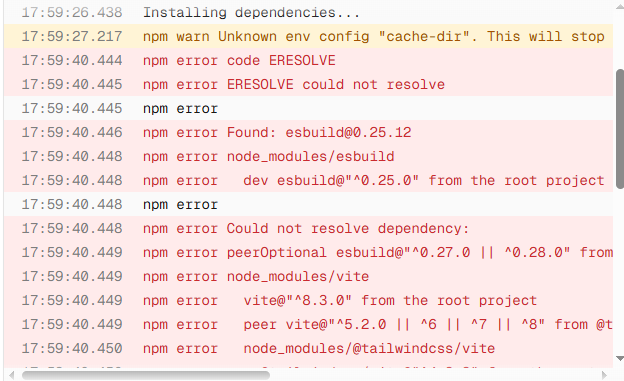 17:59:26.438 Installing dependencies...
17:59:27.217 npm warn Unknown env config "cache-dir". This will stop
17:59:40.444 npm error code ERESOLVE
17:59:40.445 npm error ERESOLVE could not resolve
17:59:40.445 npm error
17:59:40.446 npm error Found: esbuild@0.25.12
17:59:40.448 npm error node_modules/esbuild
17:59:40.448 npm error   dev esbuild@"^0.25.0" from the root project
17:59:40.448 npm error
17:59:40.448 npm error Could not resolve dependency:
17:59:40.449 npm error peerOptional esbuild@"^0.27.0 || ^0.28.0" from
17:59:40.449 npm error node_modules/vite
17:59:40.449 npm error   vite@"^8.3.0" from the root project
17:59:40.449 npm error   peer vite@"^5.2.0 || ^6 || ^7 || ^8" from @t
17:59:40.450 npm error   node_modules/@tailwindcss/vite